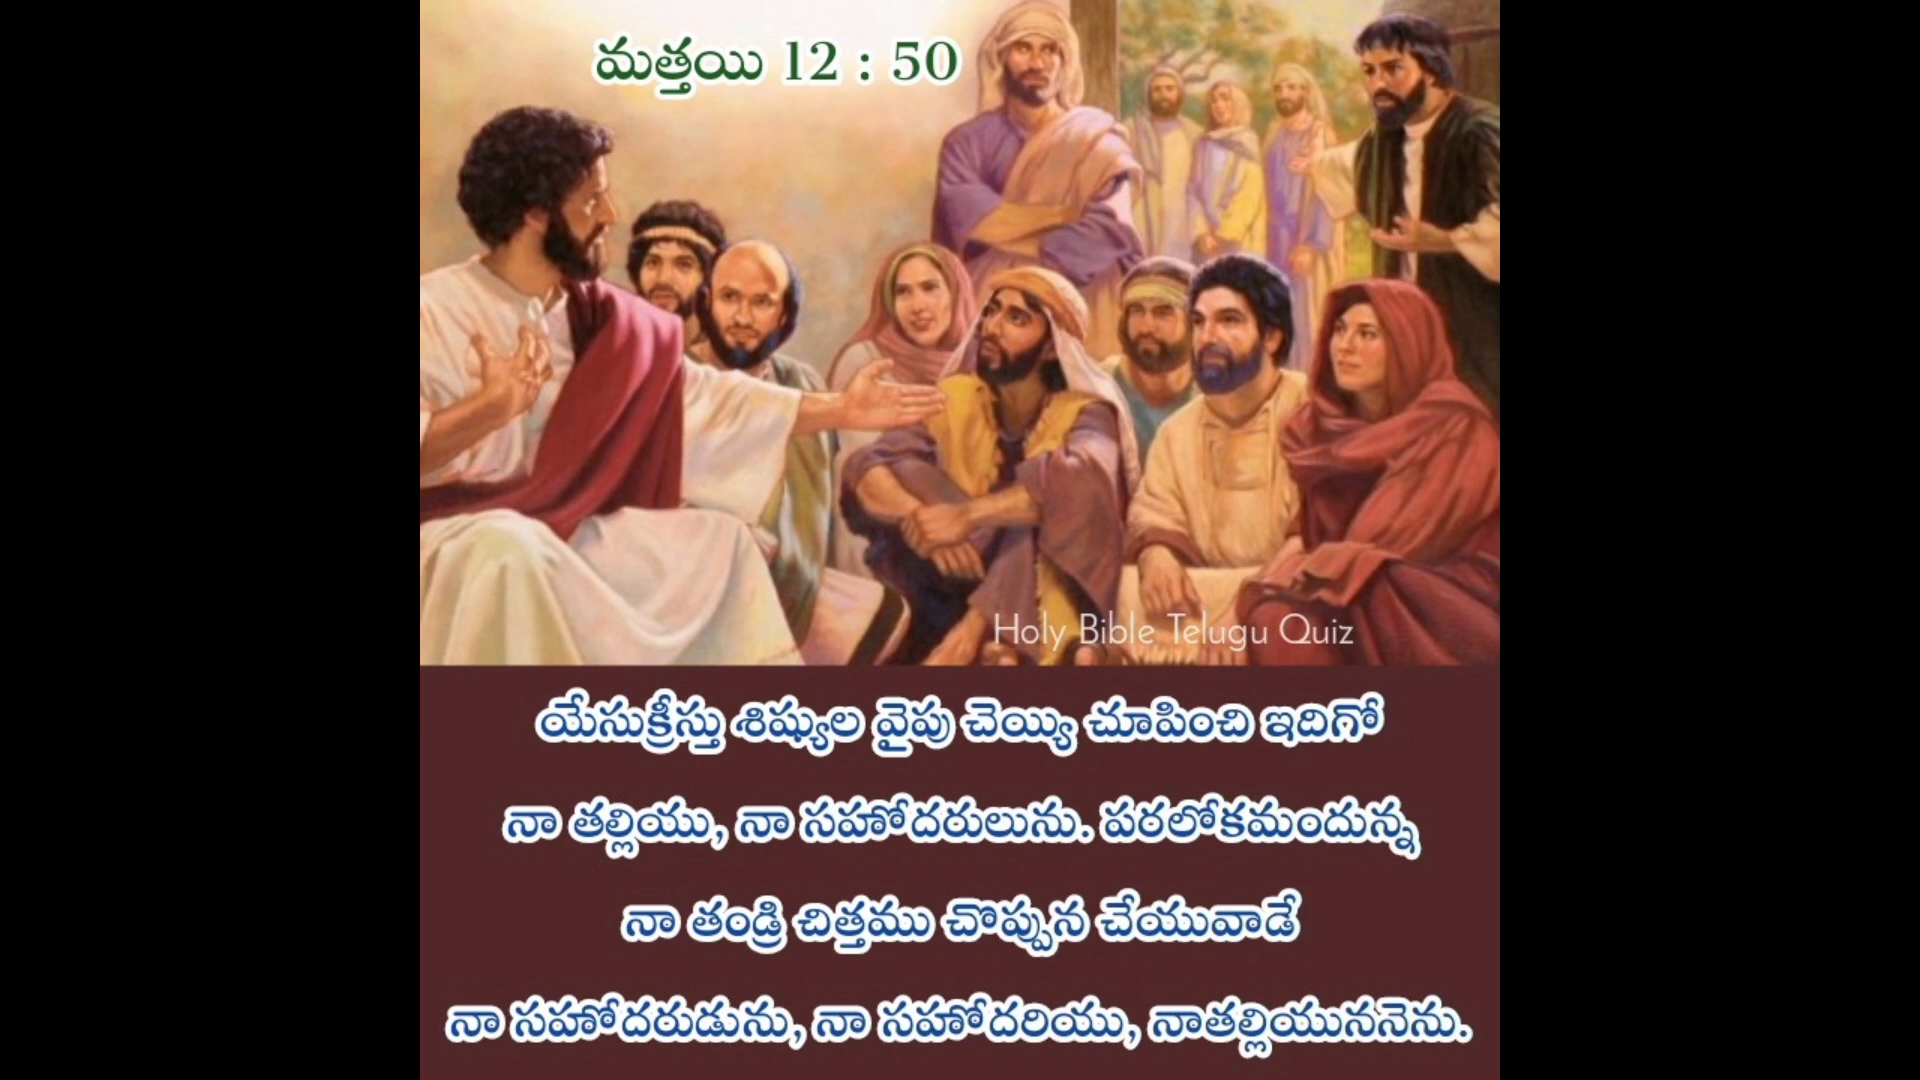 మత్తయి 12 : 50
Holy Bible Telugu Quiz
యేసుక్రీస్తు శిష్యుల వైపు చెయ్యి చూపించి ఇదిగో
నా తల్లియు, నా సహోదరులును. పరలోకమందున్న
నా తండ్రి చిత్తము చొప్పున చేయువాడే
నా సహోదరుడును, నా సహోదరియు, నాతల్లియుననెను.